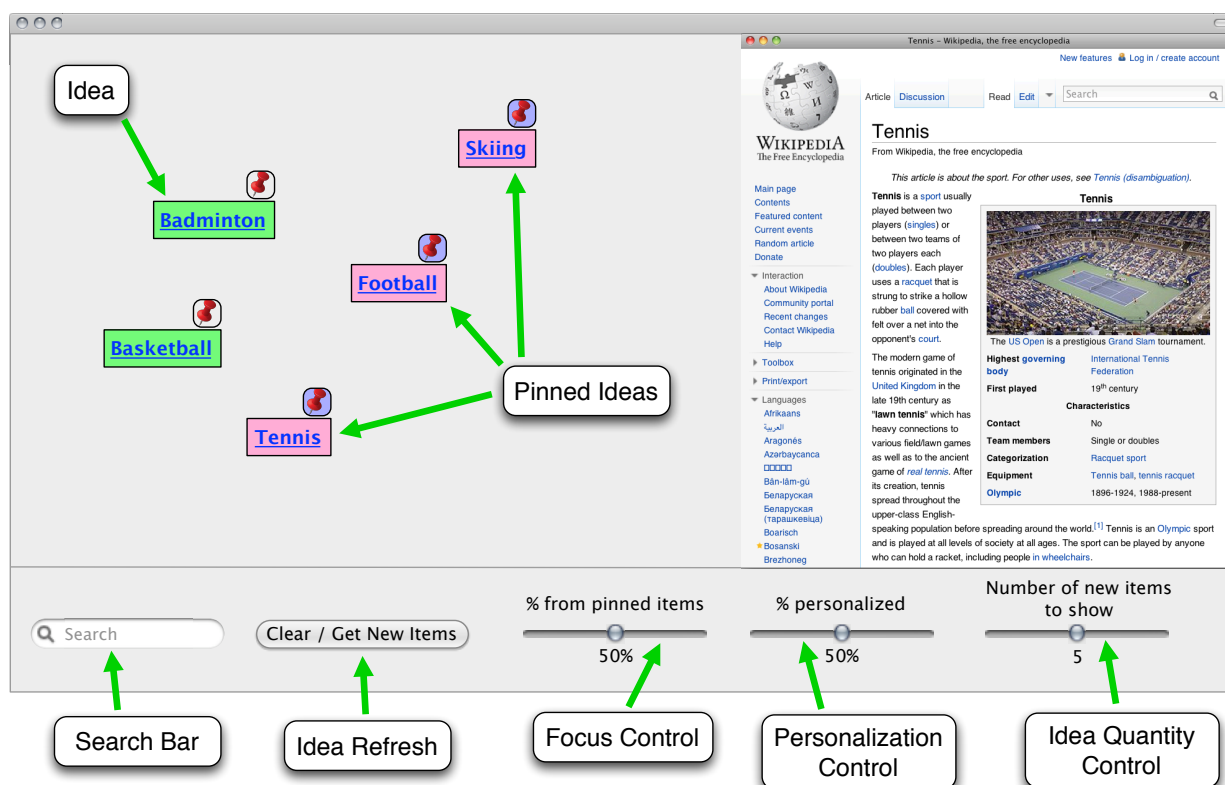 Idea
Skiing
Badminton
Football
Basketball
Tennis
Pinned Ideas
Tennis – Wikipedia, the free encyclopedia
New features Log in / create account
Article Discussion Read Edit Search
WIKIPEDIA
The Free Encyclopedia
Main page
Contents
Featured content
Current events
Random article
Donate
Interaction
About Wikipedia
Community portal
Recent changes
Contact Wikipedia
Help
Toolbox
Print/export
Languages
Afrikaans
العربية
Aragonés
Azərbaycanca
Bân-lâm-gú
Беларуская
Беларуская
(тарашкевіца)
Boarisch
Bosanski
Brezhoneg
Tennis
From Wikipedia, the free encyclopedia
This article is about the sport. For other uses, see Tennis (disambiguation).
Tennis is a sport usually
played between two
players (singles) or
between two teams of
two players each
(doubles). Each player
uses a racquet that is
strung to strike a hollow
rubber ball covered with
felt over a net into the
opponent's court.
The modern game of
tennis originated in the
United Kingdom in the
late 19th century as
"lawn tennis" which has
heavy connections to
various field/lawn games
as well as to the ancient
game of real tennis. After
its creation, tennis
spread throughout the
upper-class English-
speaking population before spreading around the world.[1] Tennis is an Olympic sport
and is played at all levels of society at all ages. The sport can be played by anyone
who can hold a racket, including people in wheelchairs.
Tennis
The US Open is a prestigious Grand Slam tournament.
Highest governing body International Tennis Federation
First played 19th century
Characteristics
Contact No
Team members Single or doubles
Categorization Racquet sport
Equipment Tennis ball, tennis racquet
Olympic 1896-1924, 1988-present
Search
Clear / Get New Items
% from pinned items
50%
% personalized
50%
Number of new items
to show
5
Search Bar
Idea Refresh
Focus Control
Personalization
Control
Idea Quantity
Control